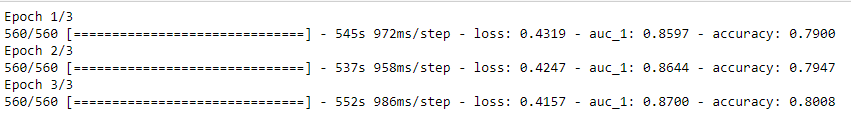 Epoch 1/3
560/560 [==============================] - 545s 972ms/step - loss: 0.4319 - auc_1: 0.8597 - accuracy: 0.7900
Epoch 2/3
560/560 [==============================] - 537s 958ms/step - loss: 0.4247 - auc_1: 0.8644 - accuracy: 0.7947
Epoch 3/3
560/560 [==============================] - 552s 986ms/step - loss: 0.4157 - auc_1: 0.8700 - accuracy: 0.8008